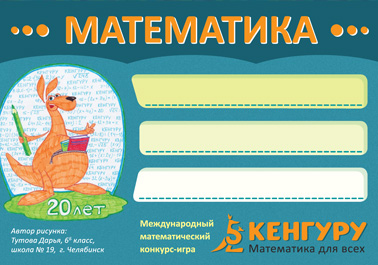 ••• МАТЕМАТИКА •••
20 лет
Автор рисунка:
Тутова Дарья, 6⁶ класс,
школа № 19, г. Челябинск
Международный
математический
конкурс-игра
КЕНГУРУ
Математика для всех